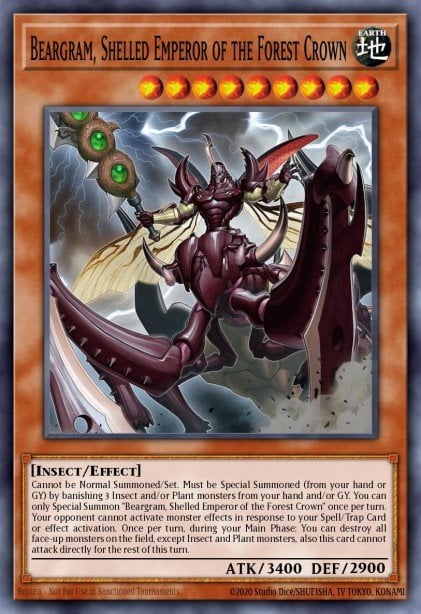 Beargram, Shelled Emperor of the Forest Crown
EARTH
地
[Insect/Effect]
Cannot be Normal Summoned/Set. Must be Special Summoned (from your hand or
GY) by banishing 3 Insect and/or Plant monsters from your hand and/or GY. You can
only Special Summon "Beargram, Shelled Emperor of the Forest Crown" once per turn.
Your opponent cannot activate monster effects in response to your Spell/Trap Card
or effect activation. Once per turn, during your Main Phase: You can destroy all
face-up monsters on the field, except Insect and Plant monsters, also this card cannot
attack directly for the rest of this turn.
ATK/3400 DEF/2900
Replica - Not For Use in Sanctioned Tournaments ©2020 Studio Dice/SHUEISHA, TV TOKYO, KONAMI